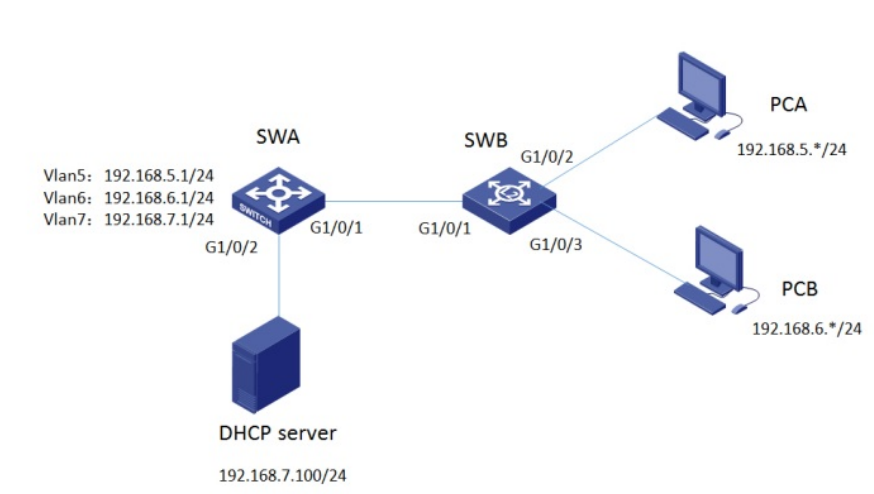 PCA
192.168.5.*/24
SWA
SWB
G1/0/2
Vlan5：192.168.5.1/24
Vlan6：192.168.6.1/24
Vlan7：192.168.7.1/24
SWITCH
L2
G1/0/2
G1/0/1
G1/0/1
G1/0/3
PCB
192.168.6.*/24
DHCP server
192.168.7.100/24